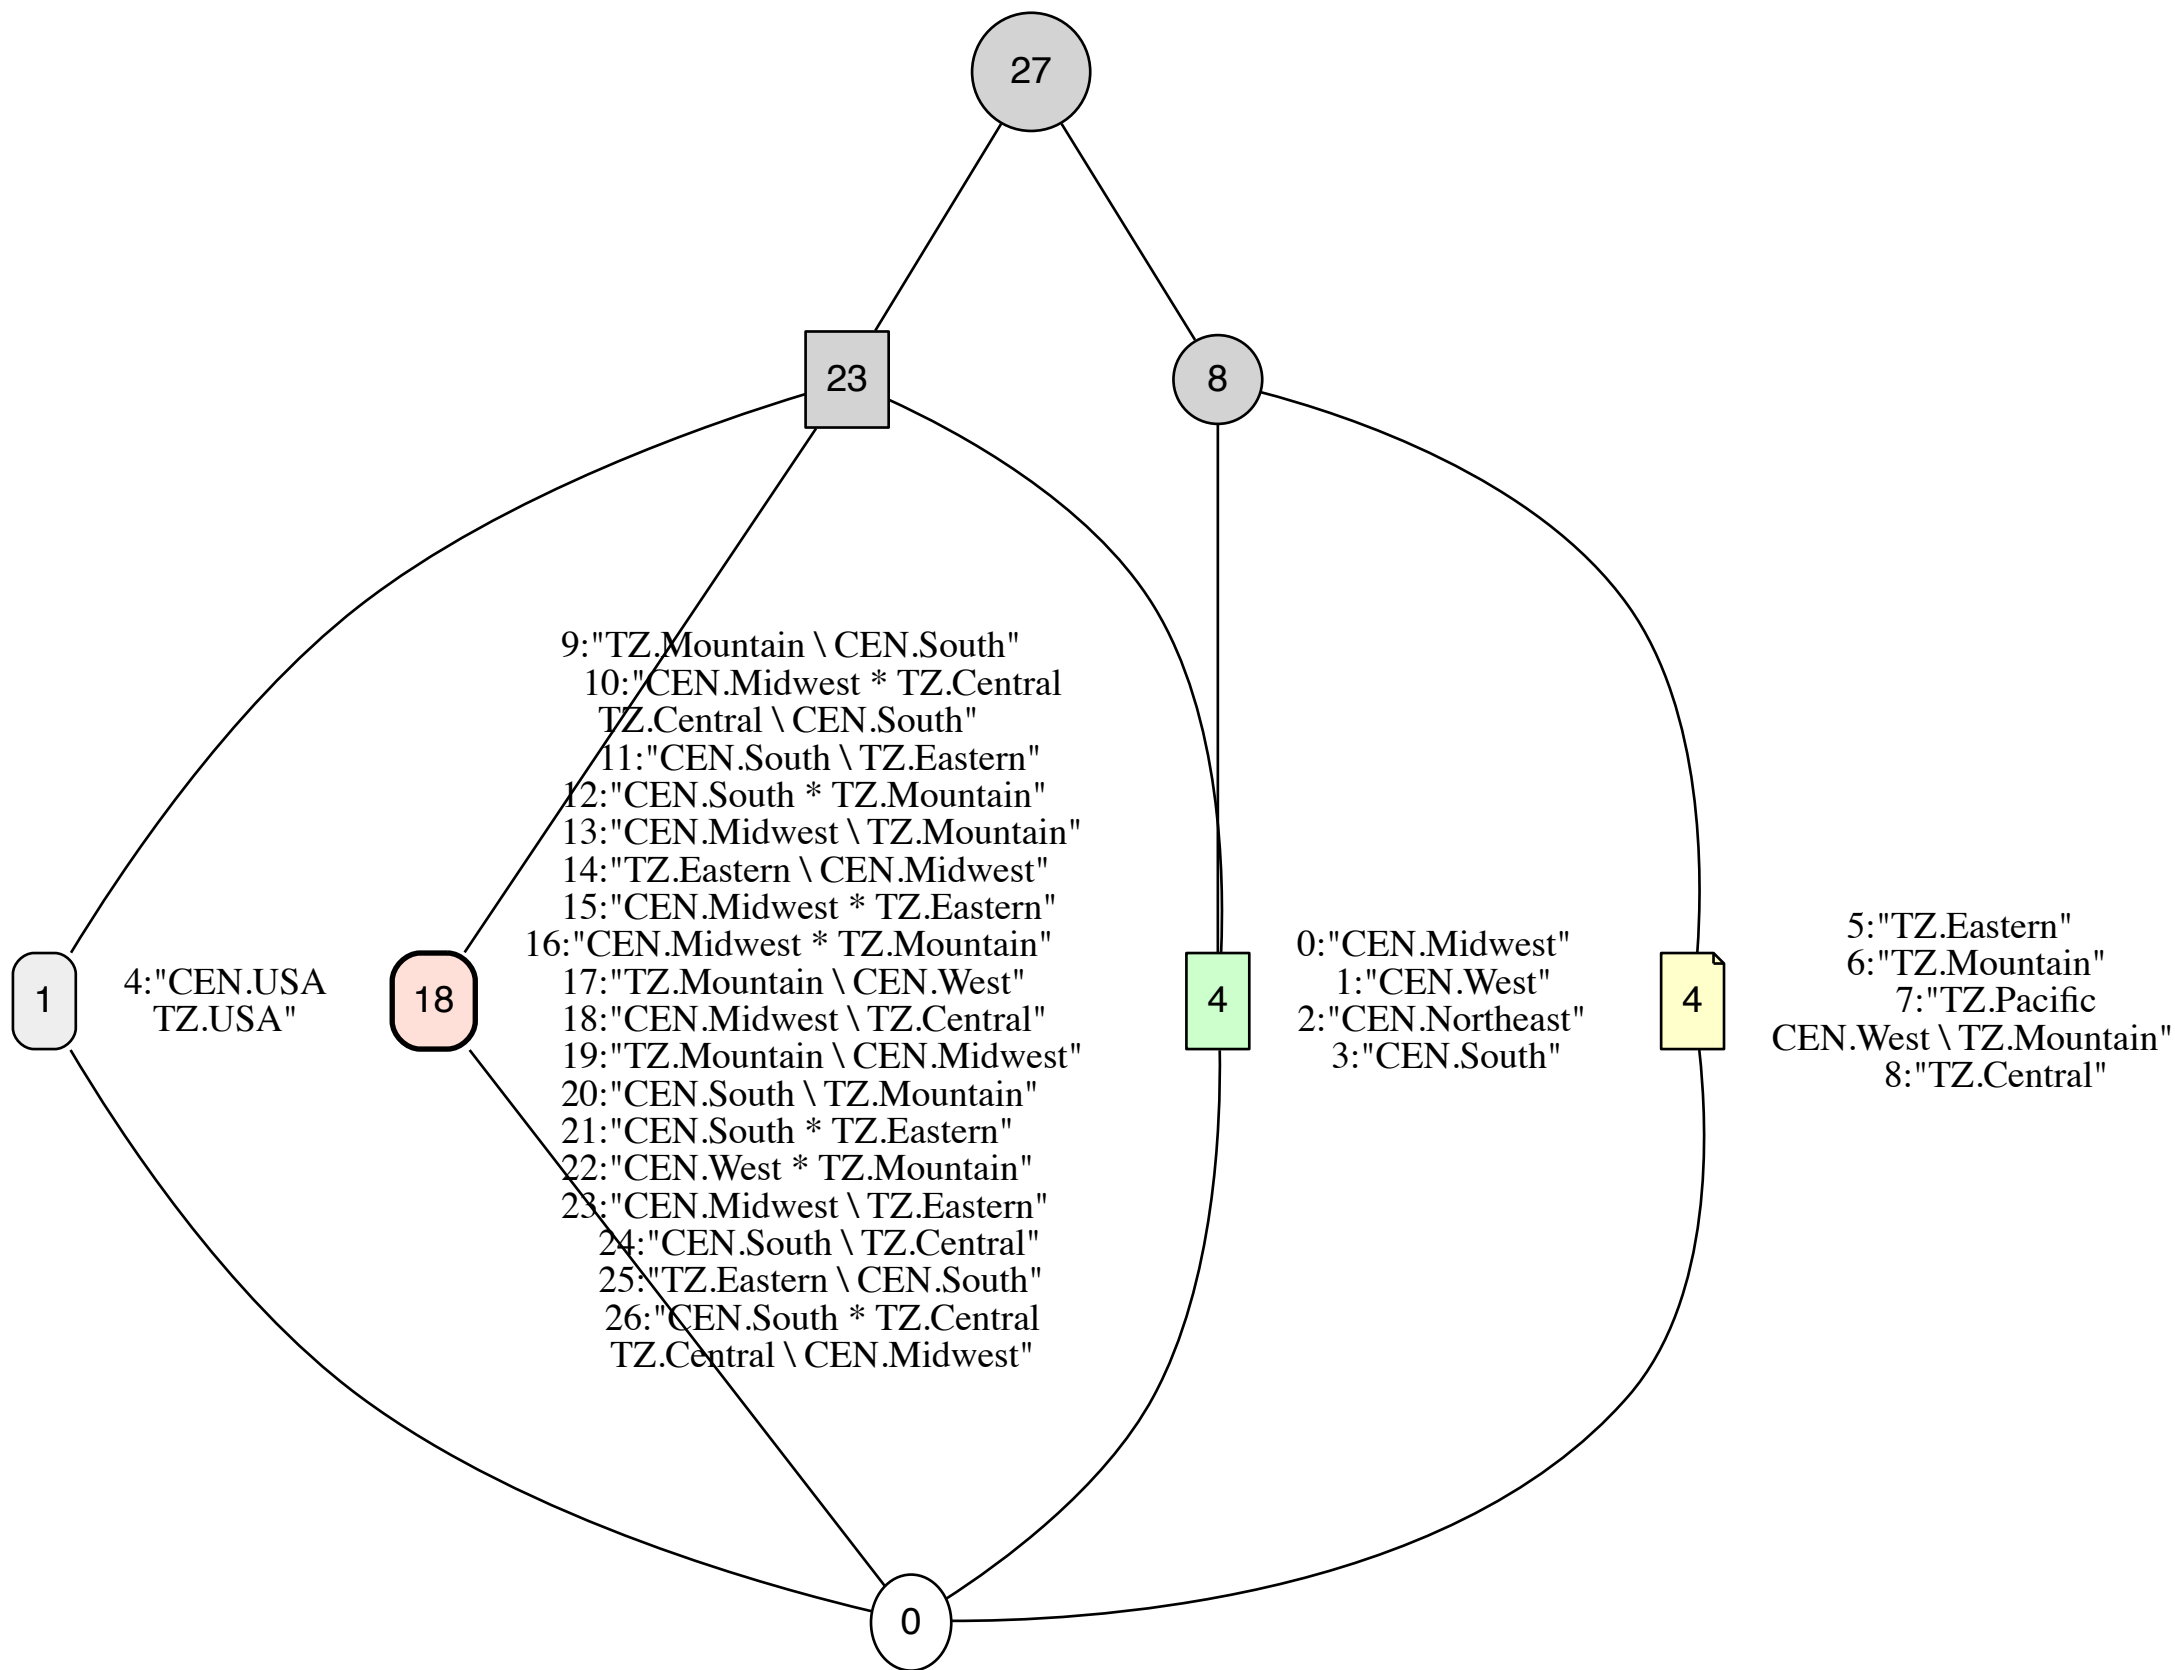 27
23
8
9:"TZ.Mountain \ CEN.South"
10:"CEN.Midwest * TZ.Central
TZ.Central \ CEN.South"
11:"CEN.South \ TZ.Eastern"
12:"CEN.South * TZ.Mountain"
13:"CEN.Midwest \ TZ.Mountain"
14:"TZ.Eastern \ CEN.Midwest"
15:"CEN.Midwest * TZ.Eastern"
16:"CEN.Midwest * TZ.Mountain"
17:"TZ.Mountain \ CEN.West"
18:"CEN.Midwest \ TZ.Central"
19:"TZ.Mountain \ CEN.Midwest"
20:"CEN.South \ TZ.Mountain"
21:"CEN.South * TZ.Eastern"
22:"CEN.West * TZ.Mountain"
23:"CEN.Midwest \ TZ.Eastern"
24:"CEN.South \ TZ.Central"
25:"TZ.Eastern \ CEN.South"
26:"CEN.South * TZ.Central
TZ.Central \ CEN.Midwest"
1
4:"CEN.USA
TZ.USA"
18
4
0:"CEN.Midwest"
1:"CEN.West"
2:"CEN.Northeast"
3:"CEN.South"
4
5:"TZ.Eastern"
6:"TZ.Mountain"
7:"TZ.Pacific
CEN.West \ TZ.Mountain"
8:"TZ.Central"
0